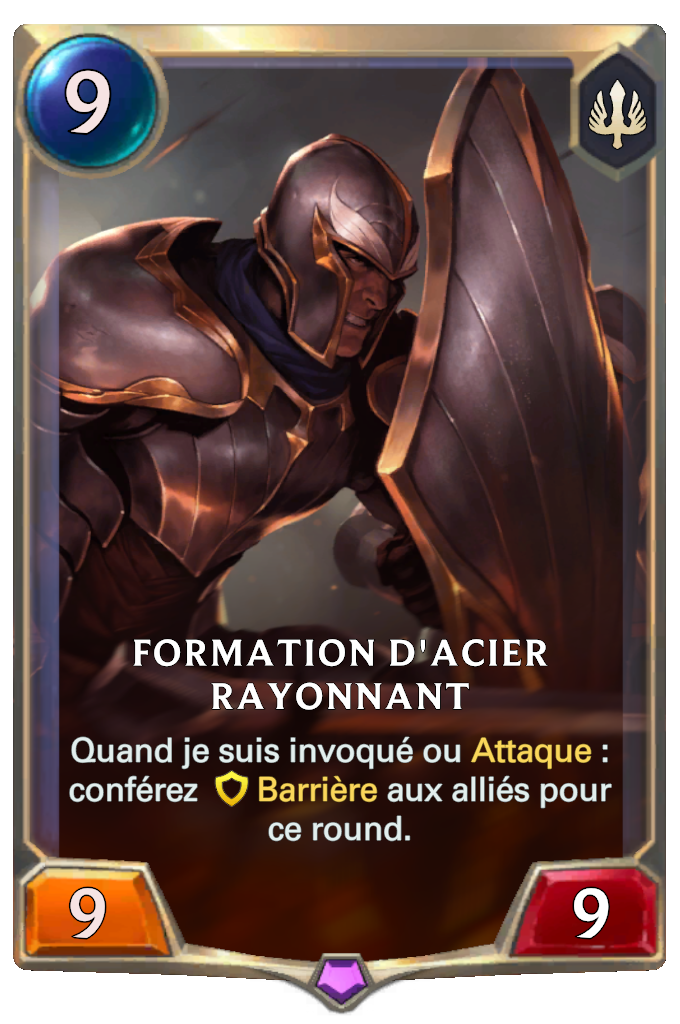 9
FORMATION D'ACIER
RAYONNANT
Quand je suis invoqué ou Attaque :
conférez Barrière aux alliés pour
ce round.
9
9